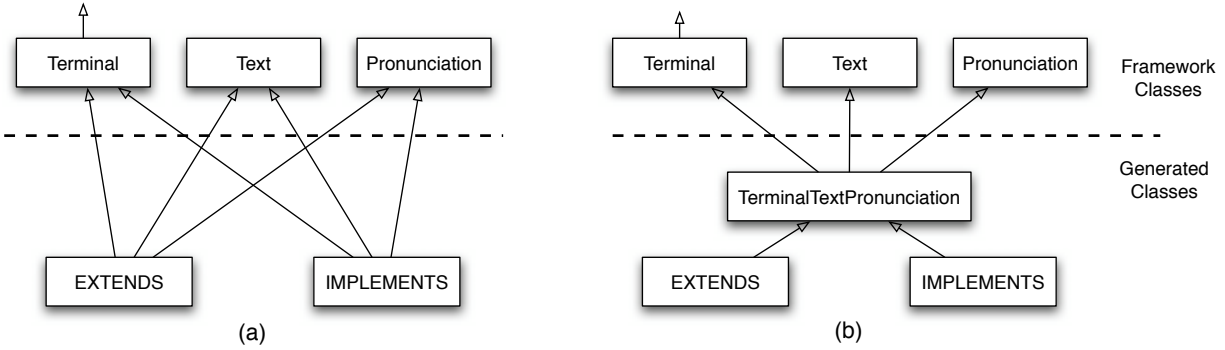 Terminal
Text
Pronunciation
EXTENDS
IMPLEMENTS
(a)
Terminal
Text
Pronunciation
Framework
Classes
Generated
Classes
TerminalTextPronunciation
EXTENDS
IMPLEMENTS
(b)